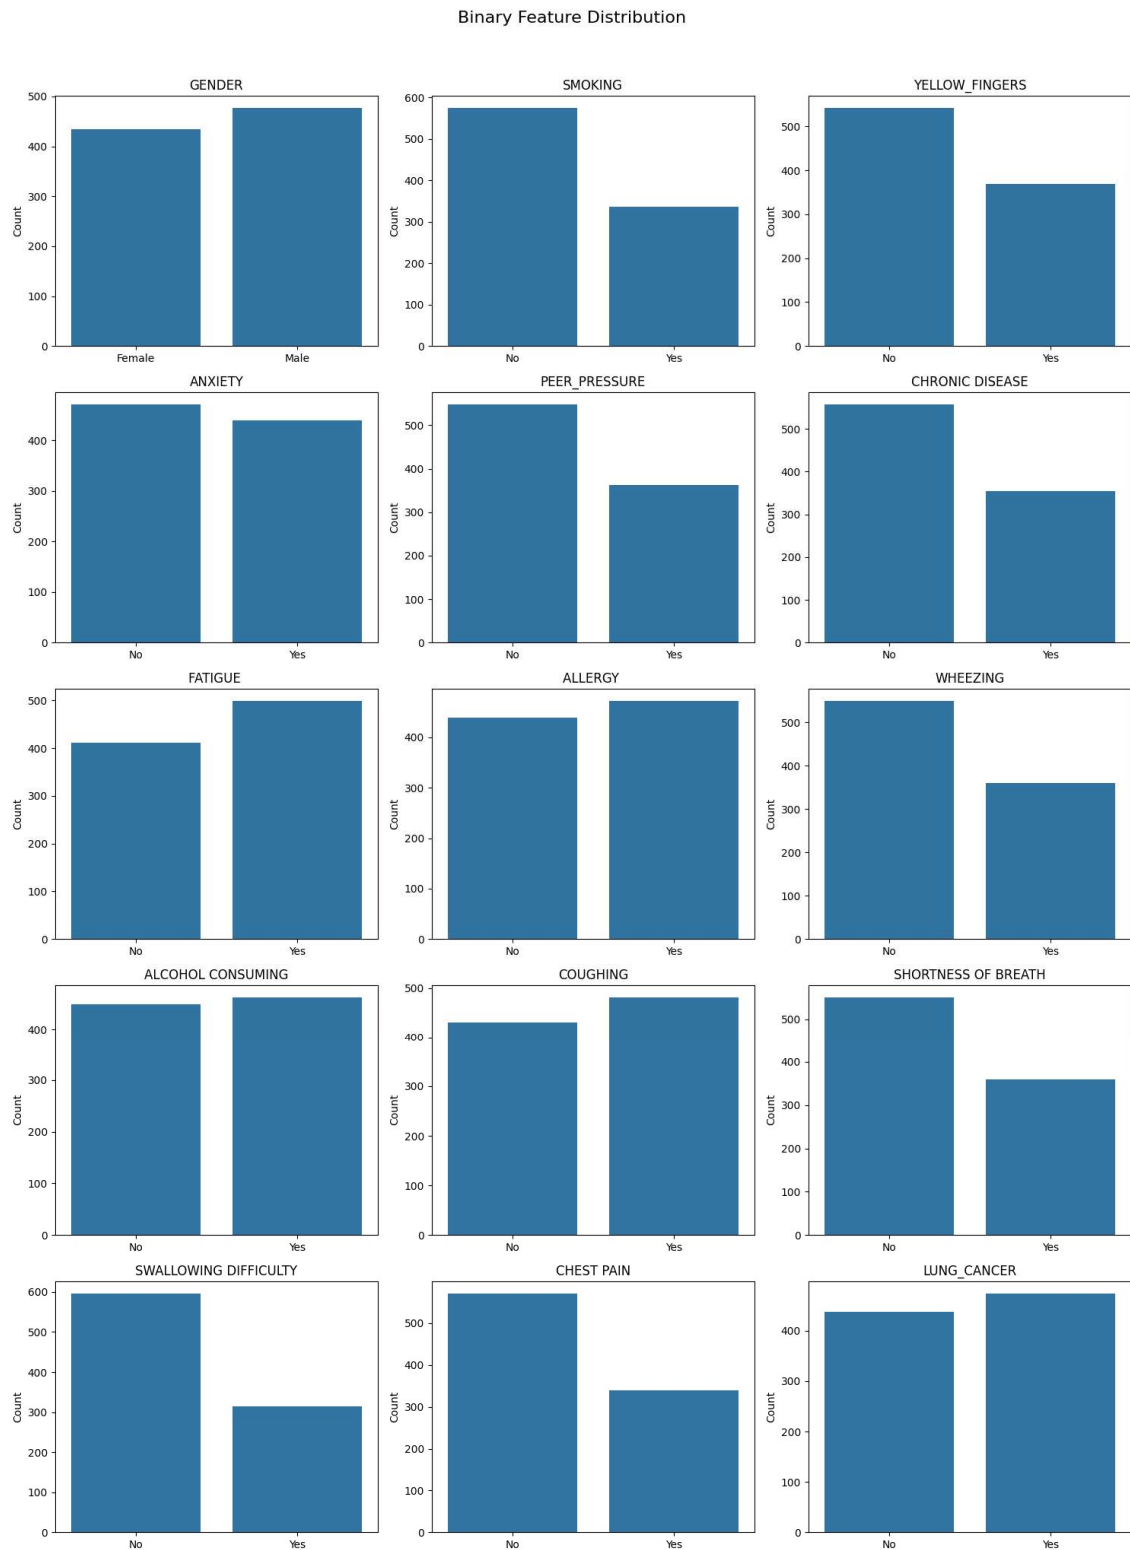 Binary Feature Distribution
GENDER
500
400
300
200
100
0
Count
Female Male
SMOKING
600
500
400
300
200
100
0
Count
No Yes
YELLOW_FINGERS
500
400
300
200
100
0
Count
No Yes
ANXIETY
400
300
200
100
0
Count
No Yes
PEER_PRESSURE
500
400
300
200
100
0
Count
No Yes
CHRONIC DISEASE
500
400
300
200
100
0
Count
No Yes
FATIGUE
500
400
300
200
100
0
Count
No Yes
ALLERGY
400
300
200
100
0
Count
No Yes
WHEEZING
500
400
300
200
100
0
Count
No Yes
ALCOHOL CONSUMING
400
300
200
100
0
Count
No Yes
COUGHING
500
400
300
200
100
0
Count
No Yes
SHORTNESS OF BREATH
500
400
300
200
100
0
Count
No Yes
SWALLOWING DIFFICULTY
600
500
400
300
200
100
0
Count
No Yes
CHEST PAIN
500
400
300
200
100
0
Count
No Yes
LUNG_CANCER
400
300
200
100
0
Count
No Yes